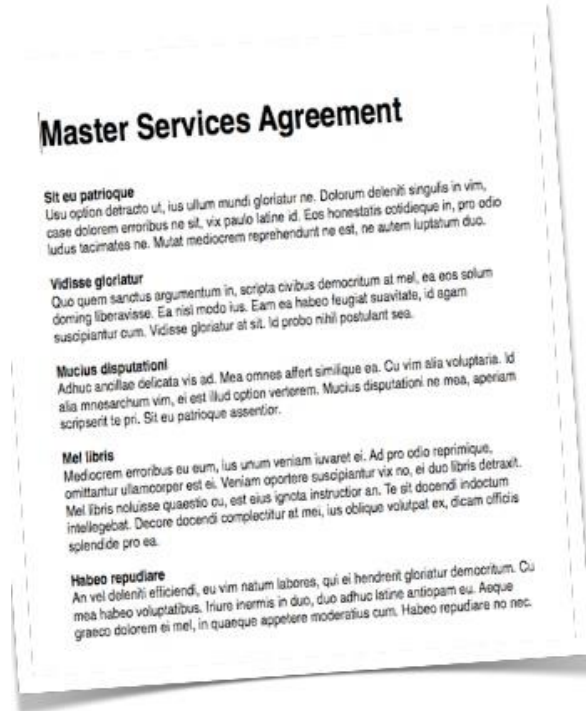 Master Services Agreement
Sit eu patrioque
Usu option detracto ut, ius ullum mundi gloriatur ne. Dolorum deleniti singulis in vim,
case dolorem erroribus ne sit, vix paulo latine id. Eos honestatis cotidieque in, pro odio
ludus tacimates ne. Mutat mediocrem reprehendunt ne est, ne autem luptatum duo.
Vidisse gloriatur
Quo quem sanctus argumentum in, scripta civibus democritum at mel, ea eos solum
doming liberavisse. Ea nisl modo ius. Eam ea habeo feugiat suavitate, id agam
suscipiantur cum. Vidisse gloriatur at sit. Id probo nihil postulant sea.
Mucius disputationi
Adhuc ancillae delicata vis ad. Mea omnes affert similique ea. Cu vim alia voluptaria. Id
alia mnesarchum vim, ei est illud option verterem. Mucius disputationi ne mea, aperiam
scripserit te pri. Sit eu patrioque assentior.
Mel libris
Mediocrem erroribus eu eum, ius unum veniam iuvaret ei. Ad pro odio reprimique,
omittantur ullamcorper est ei. Veniam oportere suscipiantur vix no, ei duo libris detraxit.
Mel libris noluisse quaestio cu, est eius ignota instructior an. Te sit docendi indoctum
intellegebat. Decore docendi complectitur at mei, ius oblique volutpat ex, dicam officiis
splendide pro ea.
Habeo repudiare
An vel deleniti efficiendi, eu vim natum labores, qui ei hendrerit gloriatur democritum. Cu
mea habeo voluptatibus. Iriure inermis in duo, duo adhuc latine antiopam eu. Aeque
graeco dolorem ei mel, in quaeque appetere moderatius cum. Habeo repudiare no nec.